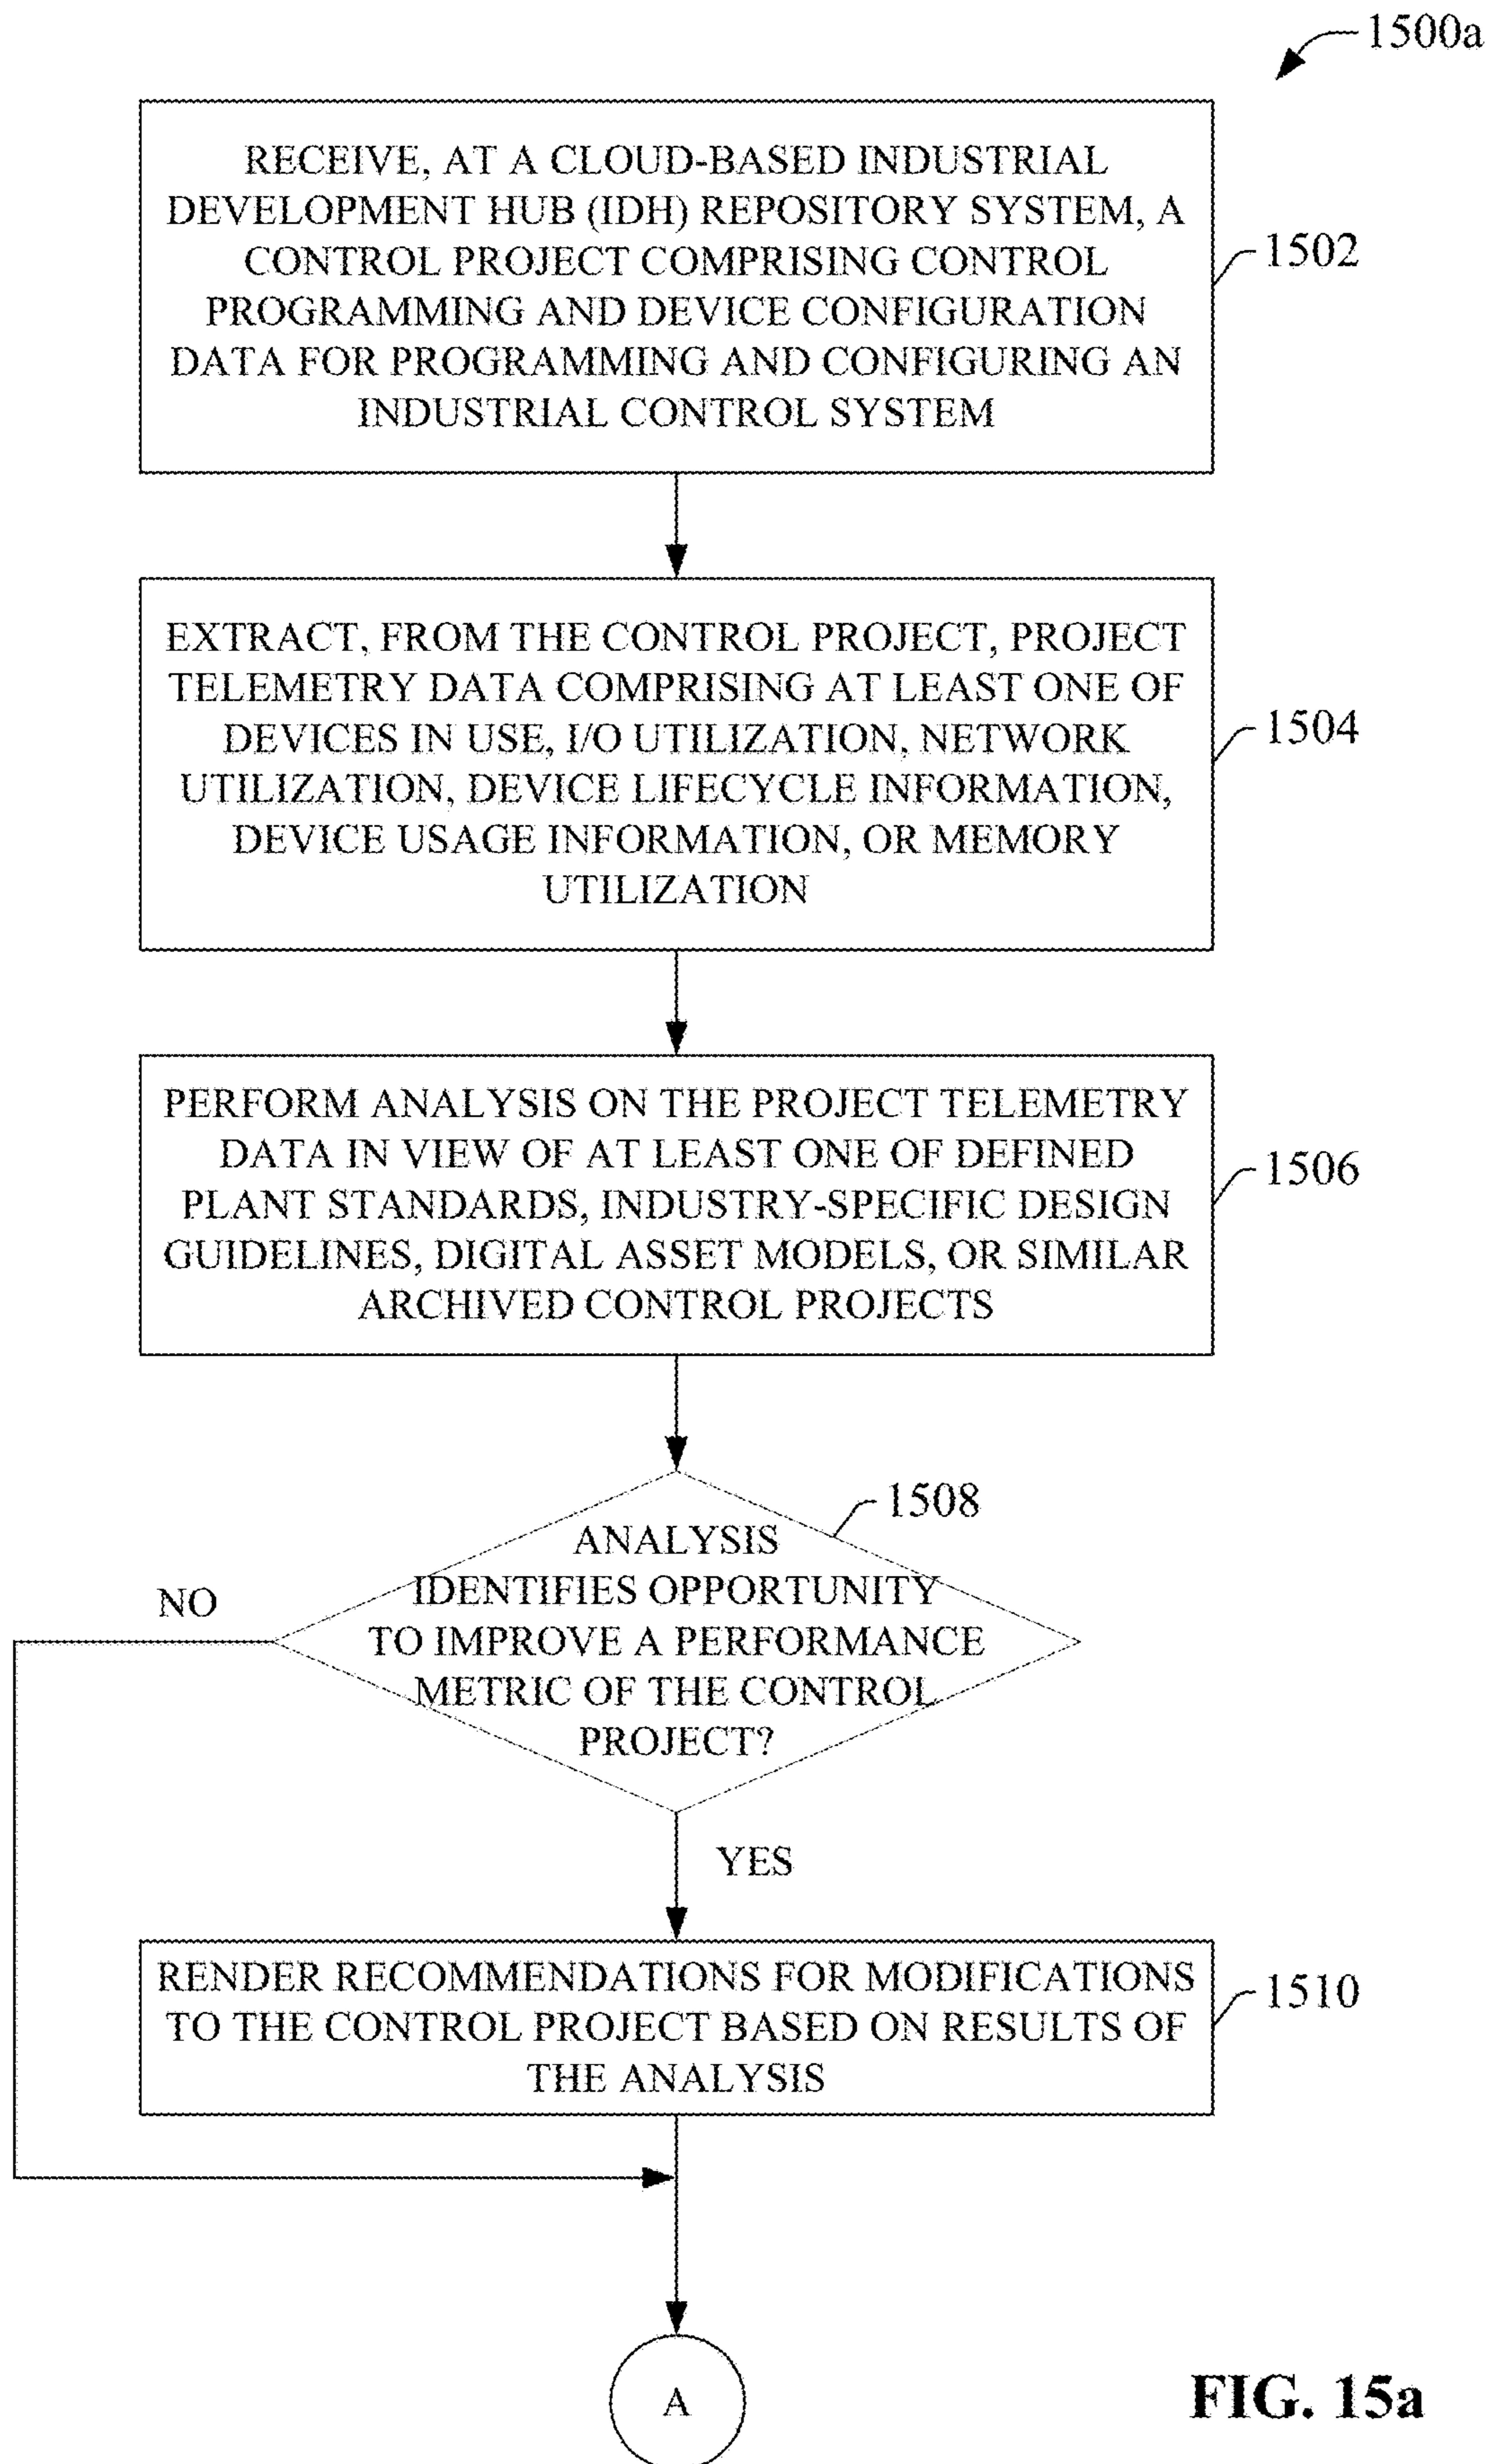 1500a
RECEIVE, AT A CLOUD-BASED INDUSTRIAL
DEVELOPMENT HUB (IDH) REPOSITORY SYSTEM, A
CONTROL PROJECT COMPRISING CONTROL
PROGRAMMING AND DEVICE CONFIGURATION
DATA FOR PROGRAMMING AND CONFIGURING AN
INDUSTRIAL CONTROL SYSTEM
1502
EXTRACT, FROM THE CONTROL PROJECT, PROJECT
TELEMETRY DATA COMPRISING AT LEAST ONE OF
DEVICES IN USE, I/O UTILIZATION, NETWORK
UTILIZATION, DEVICE LIFECYCLE INFORMATION,
DEVICE USAGE INFORMATION, OR MEMORY
UTILIZATION
1504
PERFORM ANALYSIS ON THE PROJECT TELEMETRY
DATA IN VIEW OF AT LEAST ONE OF DEFINED
PLANT STANDARDS, INDUSTRY-SPECIFIC DESIGN
GUIDELINES, DIGITAL ASSET MODELS, OR SIMILAR
ARCHIVED CONTROL PROJECTS
1506
1508
ANALYSIS
IDENTIFIES OPPORTUNITY
TO IMPROVE A PERFORMANCE
METRIC OF THE CONTROL
PROJECT?
NO
YES
RENDER RECOMMENDATIONS FOR MODIFICATIONS
TO THE CONTROL PROJECT BASED ON RESULTS OF
THE ANALYSIS
1510
A
FIG. 15a